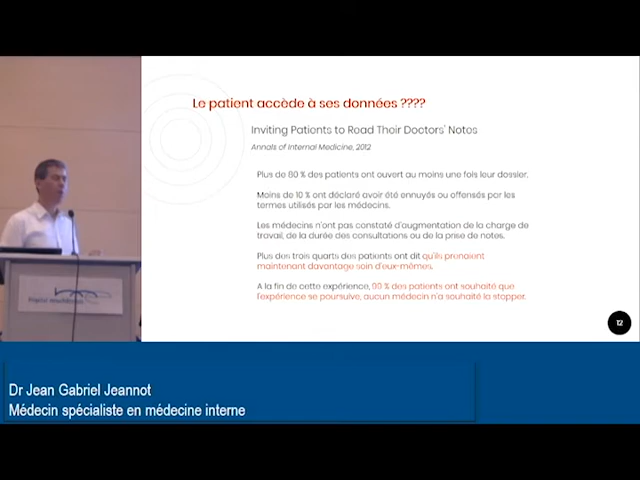 Le patient accède à ses données ????
Inviting Patients to Read Their Doctors' Notes
Annals of Internal Medicine, 2012
Plus de 80 % des patients ont ouvert au moins une fois leur dossier.
Moins de 10 % ont déclaré avoir été ennuyés ou offensés par les
termes utilisés par les médecins.
Les médecins n'ont pas constaté d'augmentation de la charge de
travail, de la durée des consultations ou de la prise de notes.
Plus des trois quarts des patients ont dit qu'ils prenaient
maintenant davantage soin d'eux-mêmes.
A la fin de cette expérience, 99 % des patients ont souhaité que
l'expérience se poursuive, aucun médecin n'a souhaité la stopper.
12
Dr Jean Gabriel Jeannot
Médecin spécialiste en médecine interne